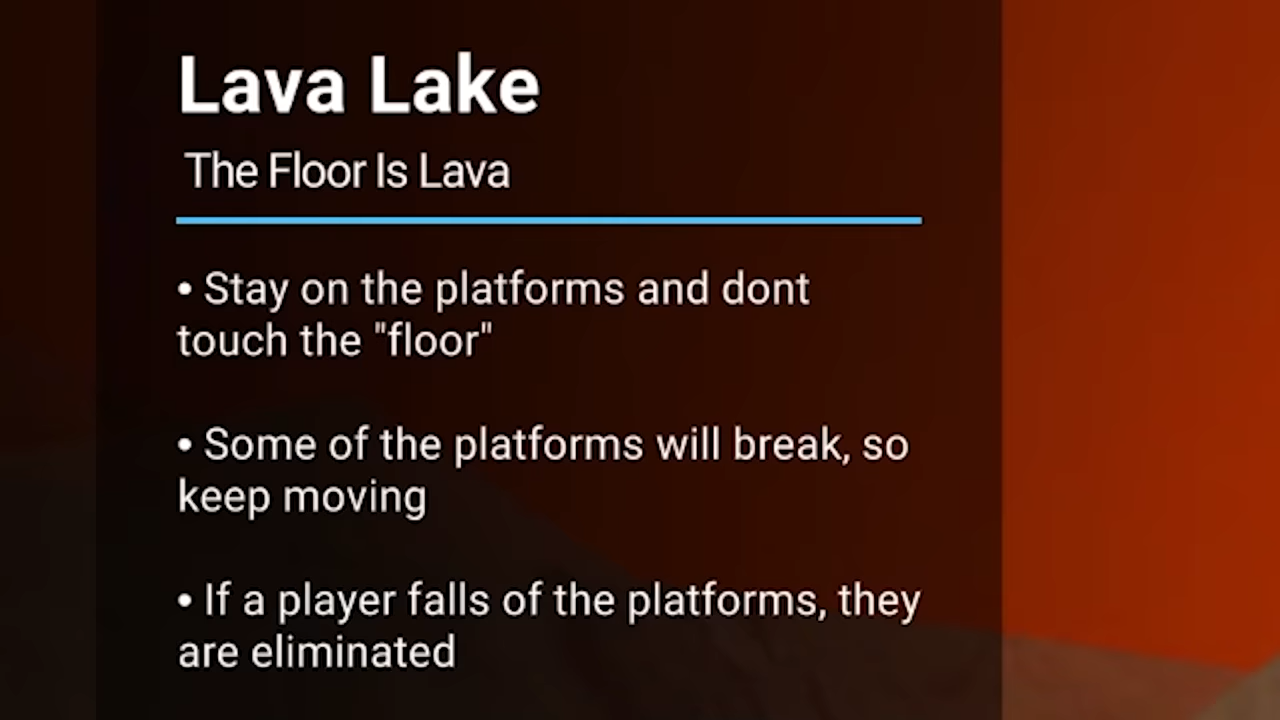 Lava Lake
The Floor Is Lava
• Stay on the platforms and dont
touch the "floor"
• Some of the platforms will break, so
keep moving
• If a player falls of the platforms, they
are eliminated